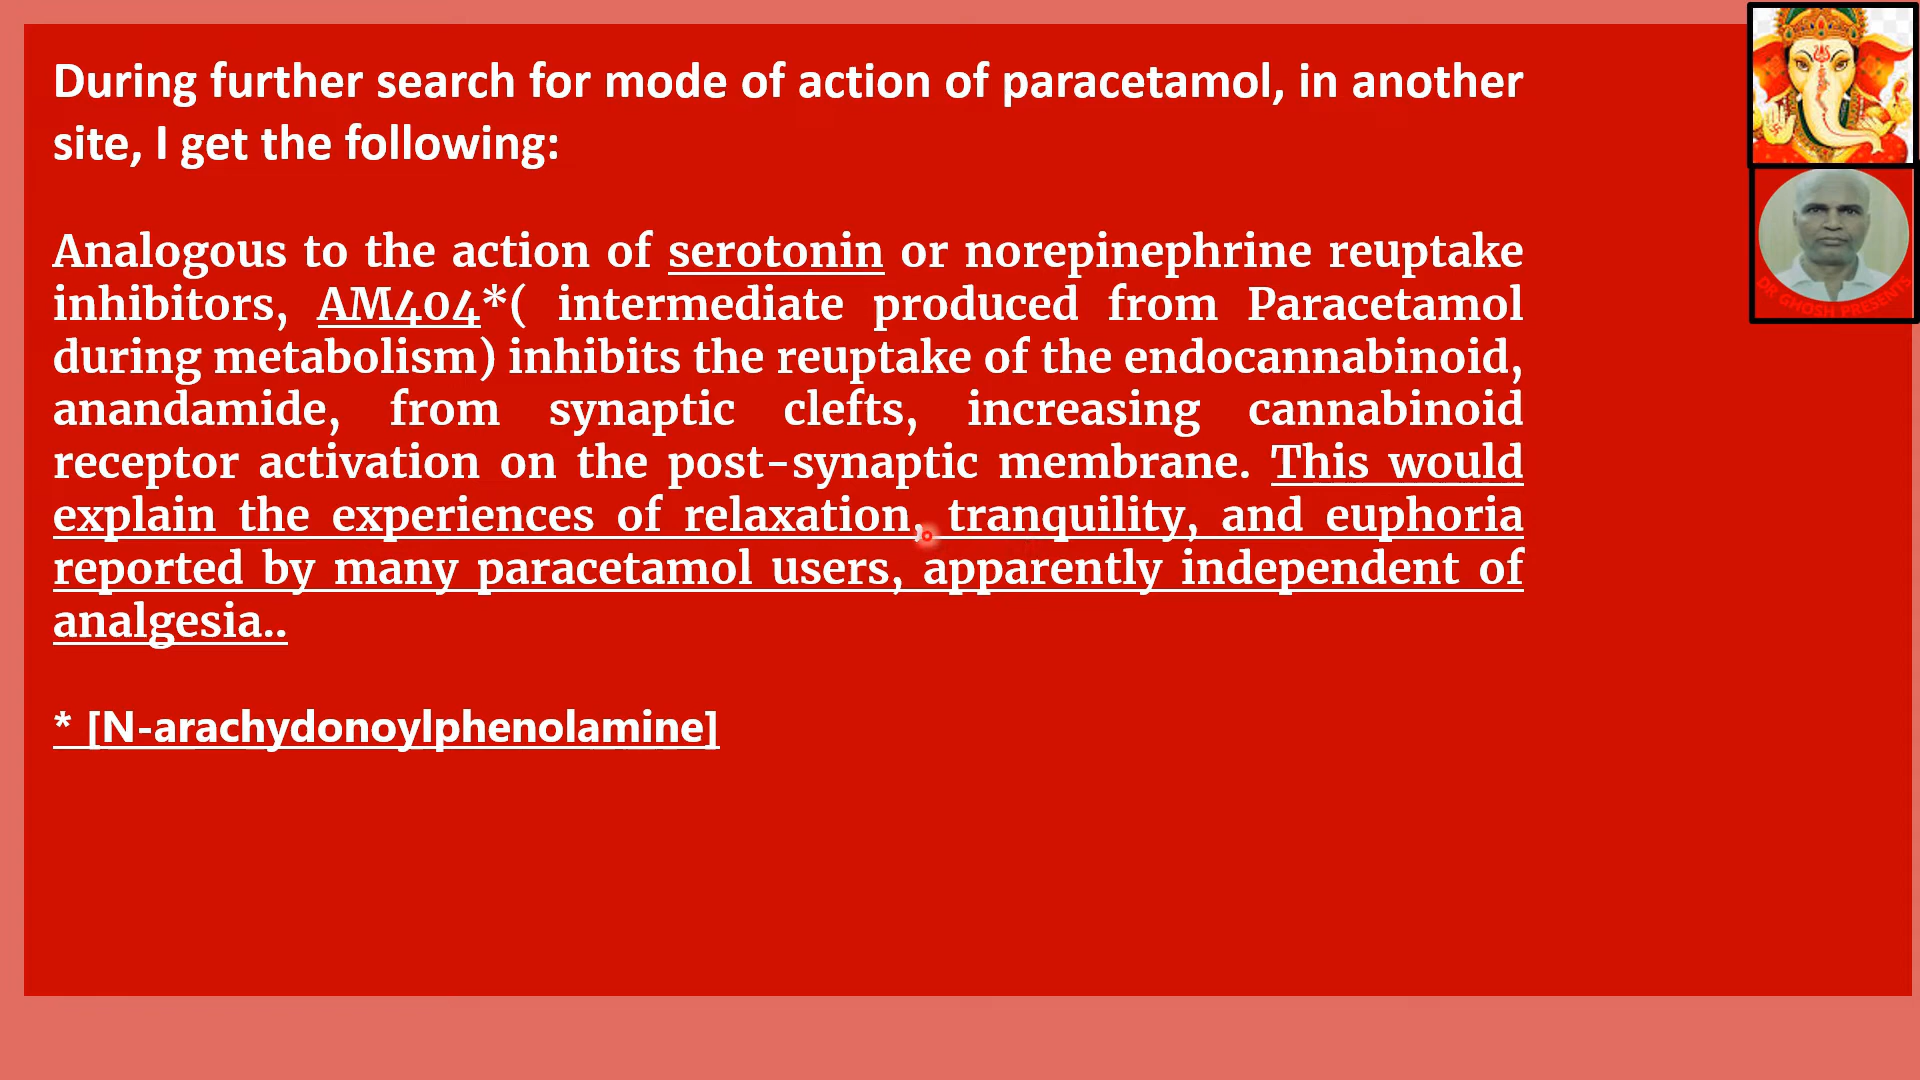 During further search for mode of action of paracetamol, in another
site, I get the following:
Analogous to the action of serotonin or norepinephrine reuptake
inhibitors, AM404*( intermediate produced from Paracetamol
during metabolism) inhibits the reuptake of the endocannabinoid,
anandamide, from synaptic clefts, increasing cannabinoid
receptor activation on the post-synaptic membrane. This would
explain the experiences of relaxation, tranquility, and euphoria
reported by many paracetamol users, apparently independent of
analgesia..
* [N-arachydonoylphenolamine]
DR GHOSH PRESENTS